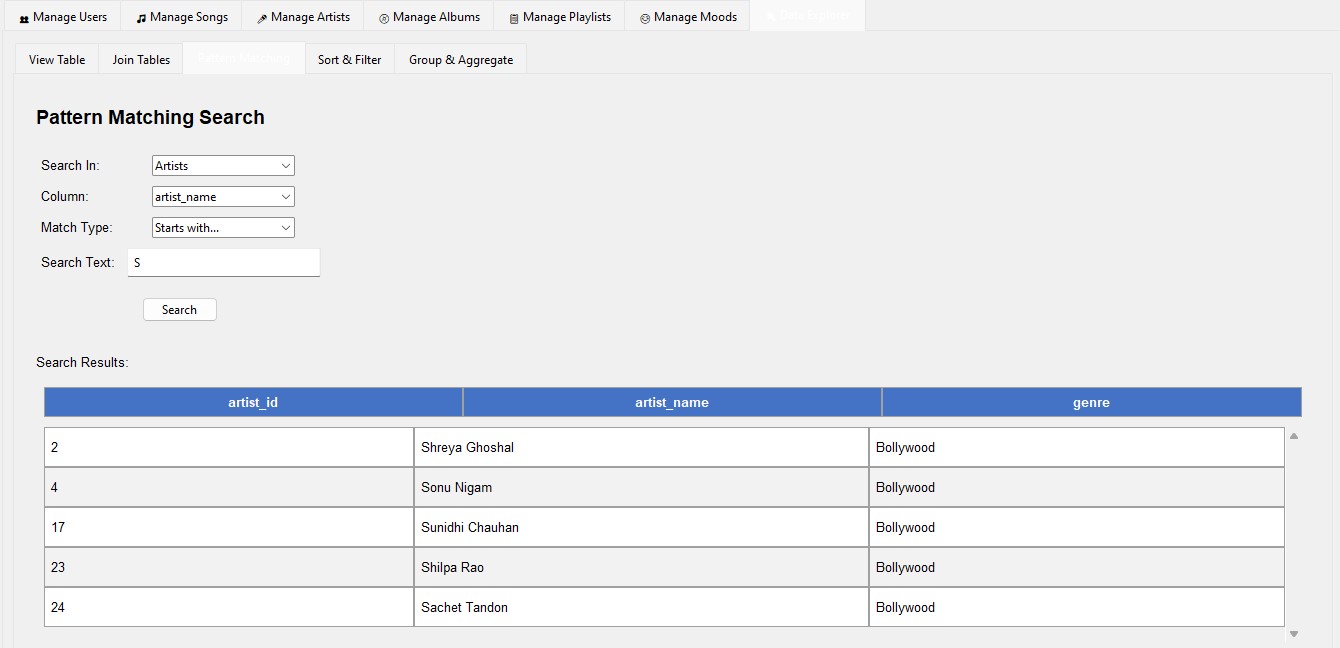 Manage Users Manage Songs Manage Artists Manage Albums Manage Playlists Manage Moods
View Table Join Tables Pattern Matching Sort & Filter Group & Aggregate
Pattern Matching Search
Search In: Artists
Column: artist_name
Match Type: Starts with...
Search Text: S
Search
Search Results:
artist_id artist_name genre
2 Shreya Ghoshal Bollywood
4 Sonu Nigam Bollywood
17 Sunidhi Chauhan Bollywood
23 Shilpa Rao Bollywood
24 Sachet Tandon Bollywood